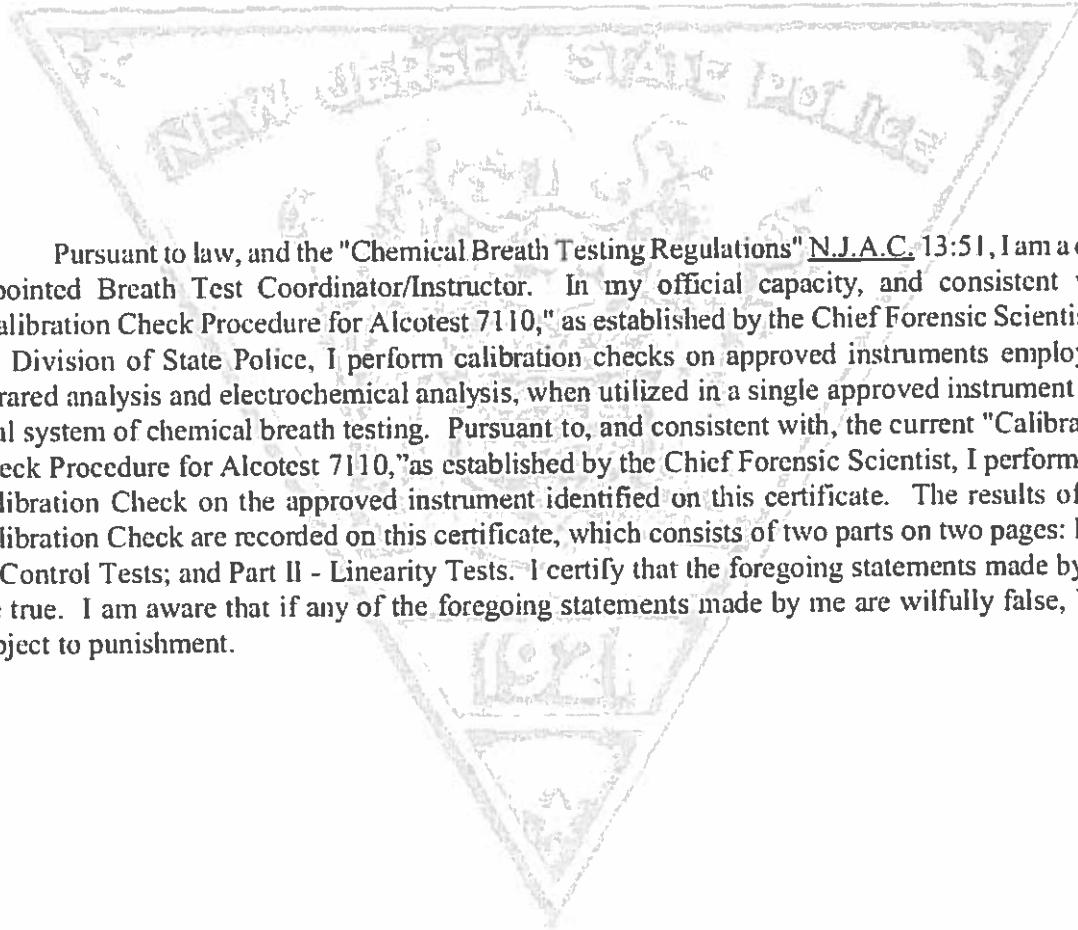 NEW JERSEY STATE POLICE
Pursuant to law, and the "Chemical Breath Testing Regulations" N.J.A.C. 13:51, I am a
pointed Breath Test Coordinator/Instructor. In my official capacity, and consistent
alibration Check Procedure for Alcotest 7110," as established by the Chief Forensic Scientis
Division of State Police, I perform calibration checks on approved instruments employ
rared analysis and electrochemical analysis, when utilized in a single approved instrument
al system of chemical breath testing. Pursuant to, and consistent with, the current "Calibra
eck Procedure for Alcotest 7110,"as established by the Chief Forensic Scientist, I perform
libration Check on the approved instrument identified on this certificate. The results of
libration Check are recorded on this certificate, which consists of two parts on two pages:
Control Tests; and Part II - Linearity Tests. I certify that the foregoing statements made by
e true. I am aware that if any of the foregoing statements made by me are wilfully false,
bject to punishment.
1921